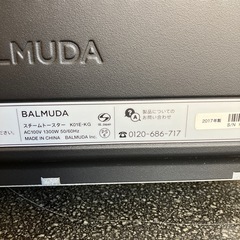 BALMUDA
BALMUDA
スチームトースター K01E-KG
AC100V 1300W 50/60Hz
MADE IN CHINA BALMUDA Inc.
製品についての
お問い合わせ
0120-686-717
2017年製
S/N